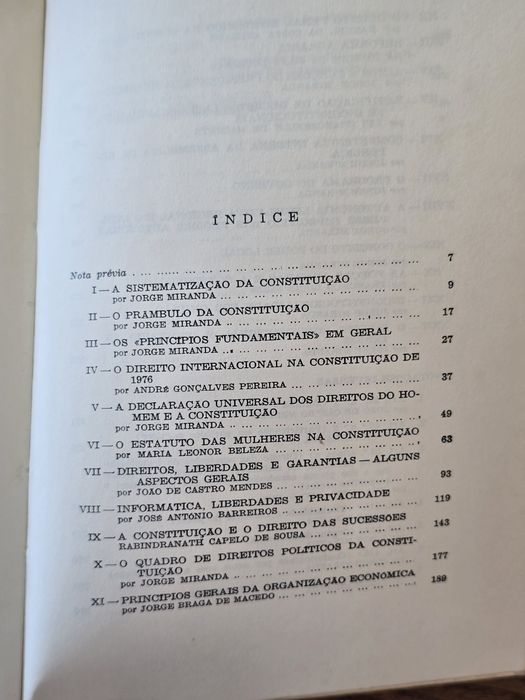 ÍNDICE
Nota prévia ... ... ... ... ... ... ... ... ... ... ... 7
I — A SISTEMATIZAÇÃO DA CONSTITUIÇÃO
por JORGE MIRANDA ... ... ... ... ... ... ... 9
II — O PRÂMBULO DA CONSTITUIÇÃO
por JORGE MIRANDA ... ... ... ... ... ... ... 17
III — OS «PRINCÍPIOS FUNDAMENTAIS» EM GERAL
por JORGE MIRANDA ... ... ... ... ... ... ... 27
IV — O DIREITO INTERNACIONAL NA CONSTITUIÇÃO DE
1976
por ANDRÉ GONÇALVES PEREIRA ... ... ... ... 37
V — A DECLARAÇÃO UNIVERSAL DOS DIREITOS DO HO-
MEM E A CONSTITUIÇÃO
por JORGE MIRANDA ... ... ... ... ... ... ... 49
VI — O ESTATUTO DAS MULHERES NA CONSTITUIÇÃO
por MARIA LEONOR BELEZA ... ... ... ... ... 63
VII — DIREITOS, LIBERDADES E GARANTIAS — ALGUNS
ASPECTOS GERAIS
por JOÃO DE CASTRO MENDES ... ... ... ... ... 93
VIII — INFORMÁTICA, LIBERDADES E PRIVACIDADE
por JOSÉ ANTÓNIO BARREIROS ... ... ... ... ... 119
IX — A CONSTITUIÇÃO E O DIREITO DAS SUCESSÕES
RABINDRANATH CAPELO DE SOUSA ... ... ... ... 143
X — O QUADRO DE DIREITOS POLÍTICOS DA CONSTI-
TUIÇÃO
por JORGE MIRANDA ... ... ... ... ... ... ... 177
XI — PRINCÍPIOS GERAIS DA ORGANIZAÇÃO ECONÓMICA
por JORGE BRAGA DE MACEDO ... ... ... ... ... 189